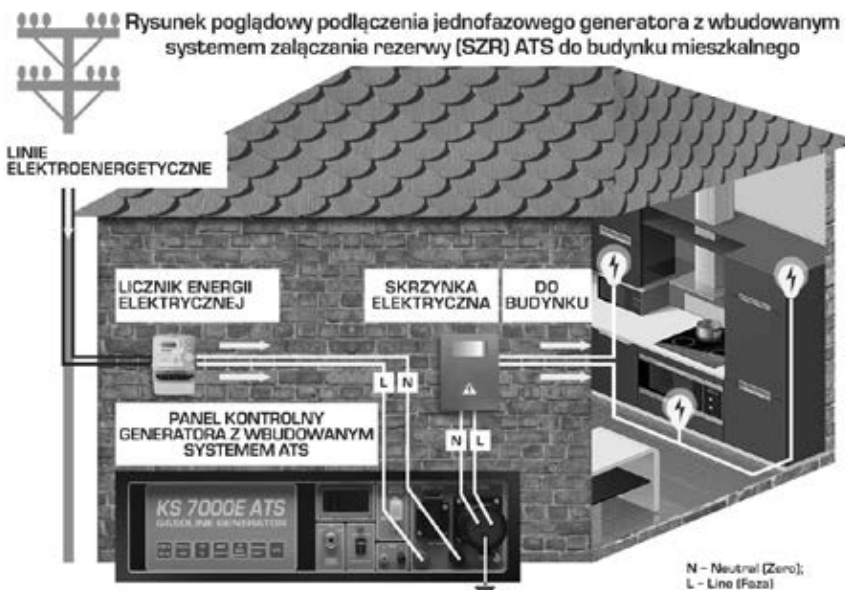 Rysunek poglądowy podłączenia jednofazowego generatora z wbudowanym
systemem załączania rezerwy (SZR) ATS do budynku mieszkalnego
LINIE
ELEKTROENERGETYCZNE
LICZNIK ENERGII
ELEKTRYCZNEJ
SKRZYNKA
ELEKTRYCZNA
DO
BUDYNKU
L N
PANEL KONTROLNY
GENERATORA Z WBUDOWANYM
SYSTEMEM ATS
N L
KS 7000E ATS
GASOLINE GENERATOR
N – Neutral (Zero);
L – Line (Faza)